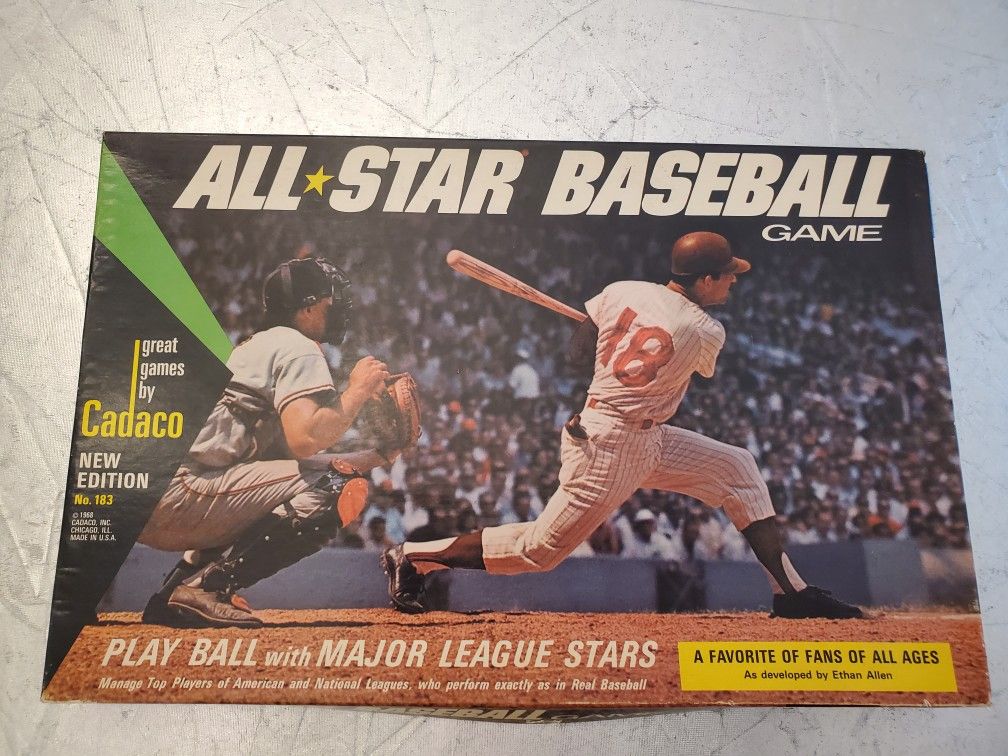 ALL★STAR BASEBALL
GAME
18
great
games
by
Cadaco
NEW
EDITION
No. 183
© 1968
CADACO, INC.
CHICAGO, ILL.
MADE IN U.S.A.
PLAY BALL with MAJOR LEAGUE STARS
Manage Top Players of American and National Leagues, who perform exactly as in Real Baseball
A FAVORITE OF FANS OF ALL AGES
As developed by Ethan Allen
BASEBALL GAME